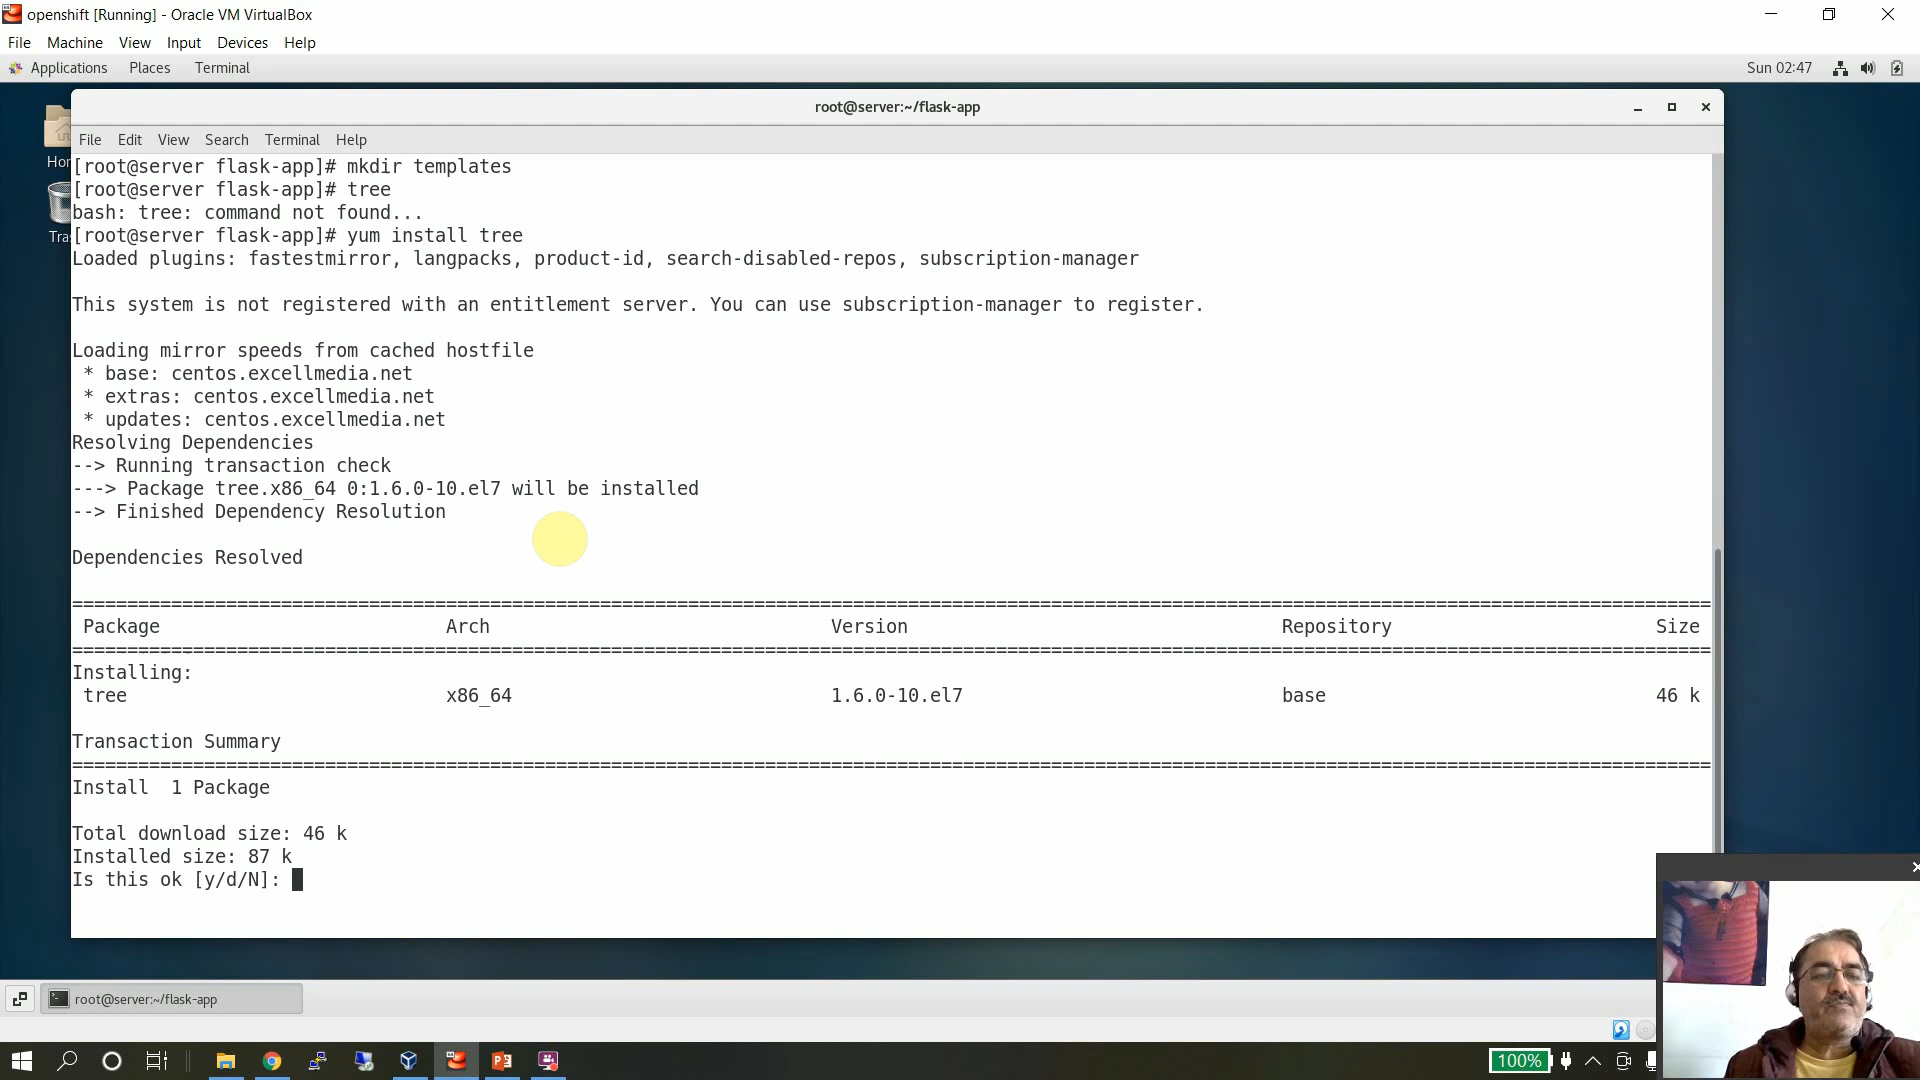 openshift [Running] - Oracle VM VirtualBox
File Machine View Input Devices Help
Applications Places Terminal Sun 02:47
root@server:~/flask-app
File Edit View Search Terminal Help
[root@server flask-app]# mkdir templates
[root@server flask-app]# tree
bash: tree: command not found...
[root@server flask-app]# yum install tree
Loaded plugins: fastestmirror, langpacks, product-id, search-disabled-repos, subscription-manager
This system is not registered with an entitlement server. You can use subscription-manager to register.
Loading mirror speeds from cached hostfile
* base: centos.excellmedia.net
* extras: centos.excellmedia.net
* updates: centos.excellmedia.net
Resolving Dependencies
--> Running transaction check
---> Package tree.x86_64 0:1.6.0-10.el7 will be installed
--> Finished Dependency Resolution
Dependencies Resolved
================================================================================
Package Arch Version Repository Size
================================================================================
Installing:
tree x86_64 1.6.0-10.el7 base 46 k
Transaction Summary
================================================================================
Install 1 Package
Total download size: 46 k
Installed size: 87 k
Is this ok [y/d/N]:
Hor
Tra
root@server:~/flask-app
100%